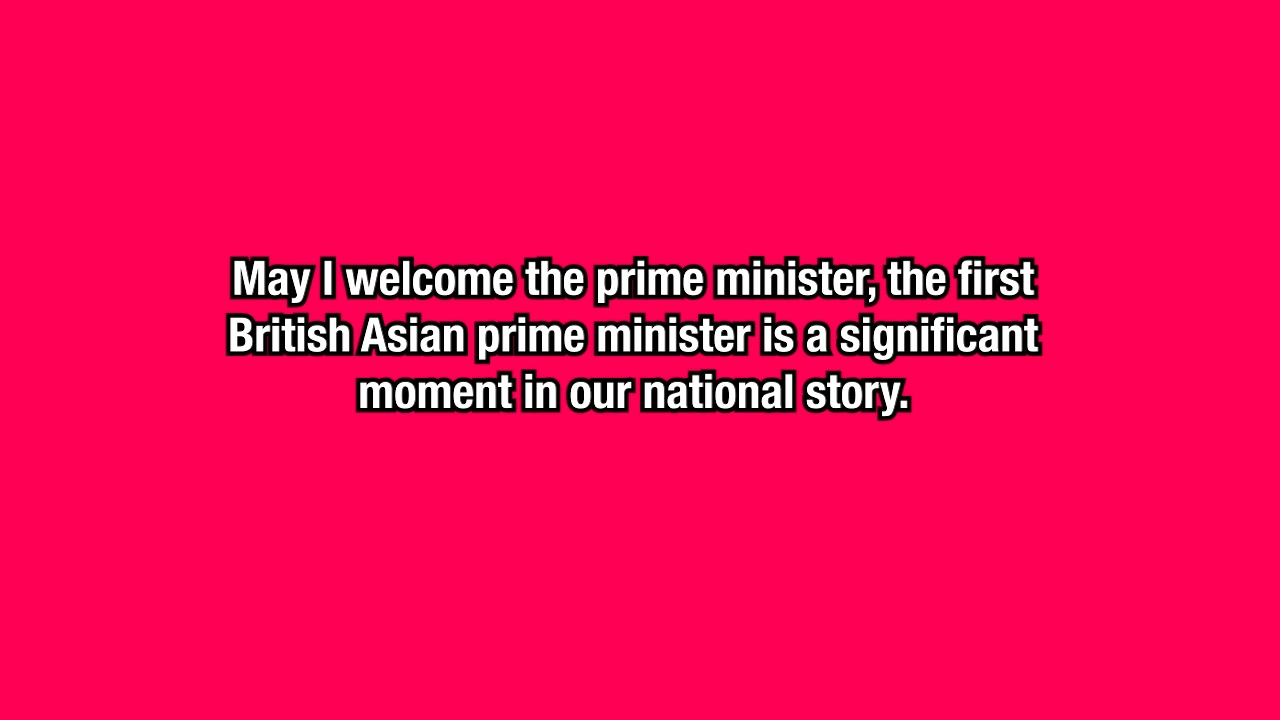 May I welcome the prime minister, the first
British Asian prime minister is a significant
moment in our national story.